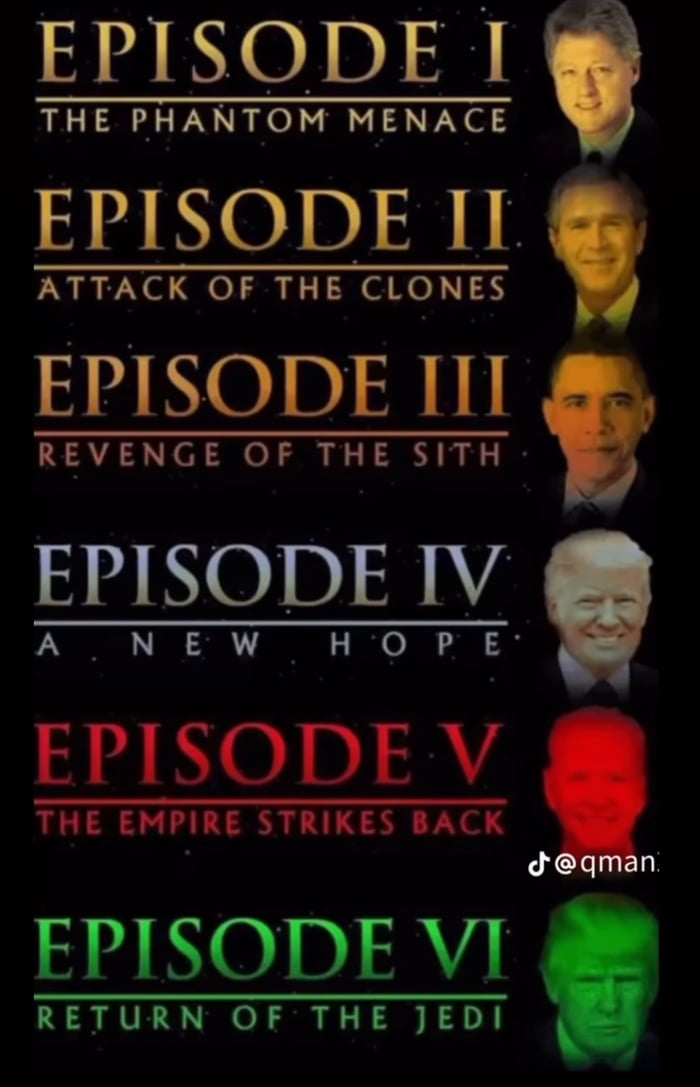 EPISODE I
THE PHANTOM MENACE
EPISODE II
ATTACK OF THE CLONES
EPISODE III
REVENGE OF THE SITH
EPISODE IV
A NEW HOPE
EPISODE V
THE EMPIRE STRIKES BACK
@qman
EPISODE VI
RETURN OF THE JEDI